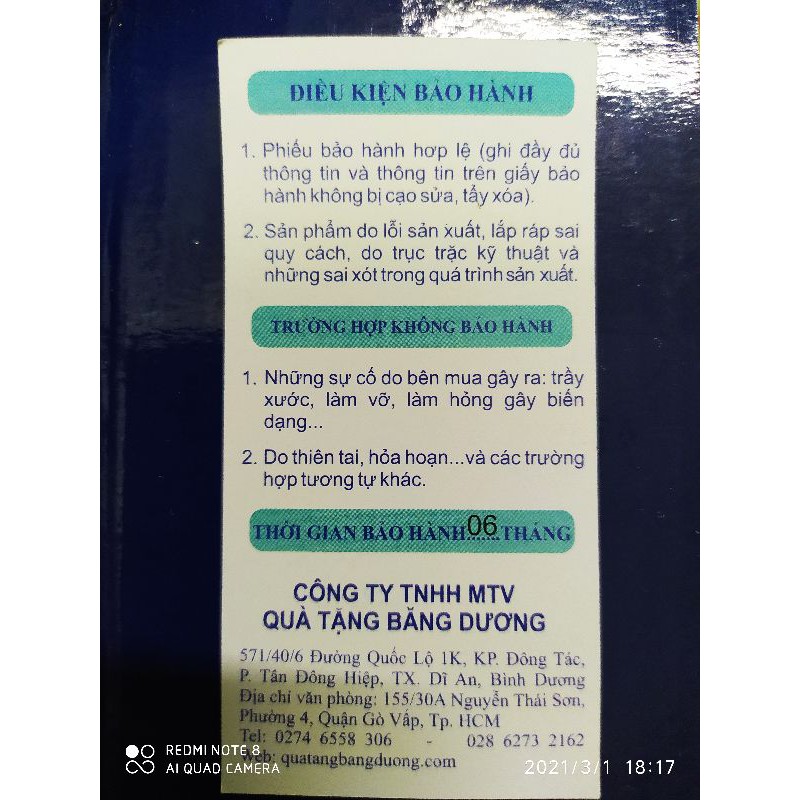 ĐIỀU KIỆN BẢO HÀNH
1. Phiếu bảo hành hợp lệ (ghi đầy đủ
thông tin và thông tin trên giấy bảo
hành không bị cạo sửa, tẩy xóa).
2. Sản phẩm do lỗi sản xuất, lắp ráp sai
quy cách, do trục trặc kỹ thuật và
những sai xót trong quá trình sản xuất.
TRƯỜNG HỢP KHÔNG BẢO HÀNH
1. Những sự cố do bên mua gây ra: trầy
xước, làm vỡ, làm hỏng gây biến
dạng...
2. Do thiên tai, hỏa hoạn...và các trường
hợp tương tự khác.
THỜI GIAN BẢO HÀNH 06 THÁNG
CÔNG TY TNHH MTV
QUÀ TẶNG BĂNG DƯƠNG
571/40/6 Đường Quốc Lộ 1K, KP. Đông Tác,
P. Tân Đông Hiệp, TX. Dĩ An, Bình Dương
Địa chỉ văn phòng: 155/30A Nguyễn Thái Sơn,
Phường 4, Quận Gò Vấp, Tp. HCM
Tel: 0274 6558 306 - 028 6273 2162
Web: quatangbangduong.com
REDMI NOTE 8
AI QUAD CAMERA
2021/3/1 18:17